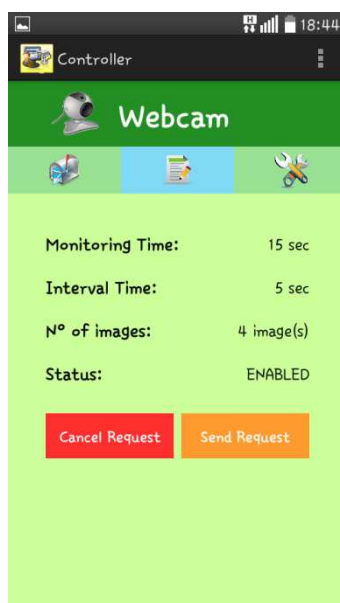 H 18:44
Controller
Webcam
Monitoring Time: 15 sec
Interval Time: 5 sec
Nº of images: 4 image(s)
Status: ENABLED
Cancel Request Send Request